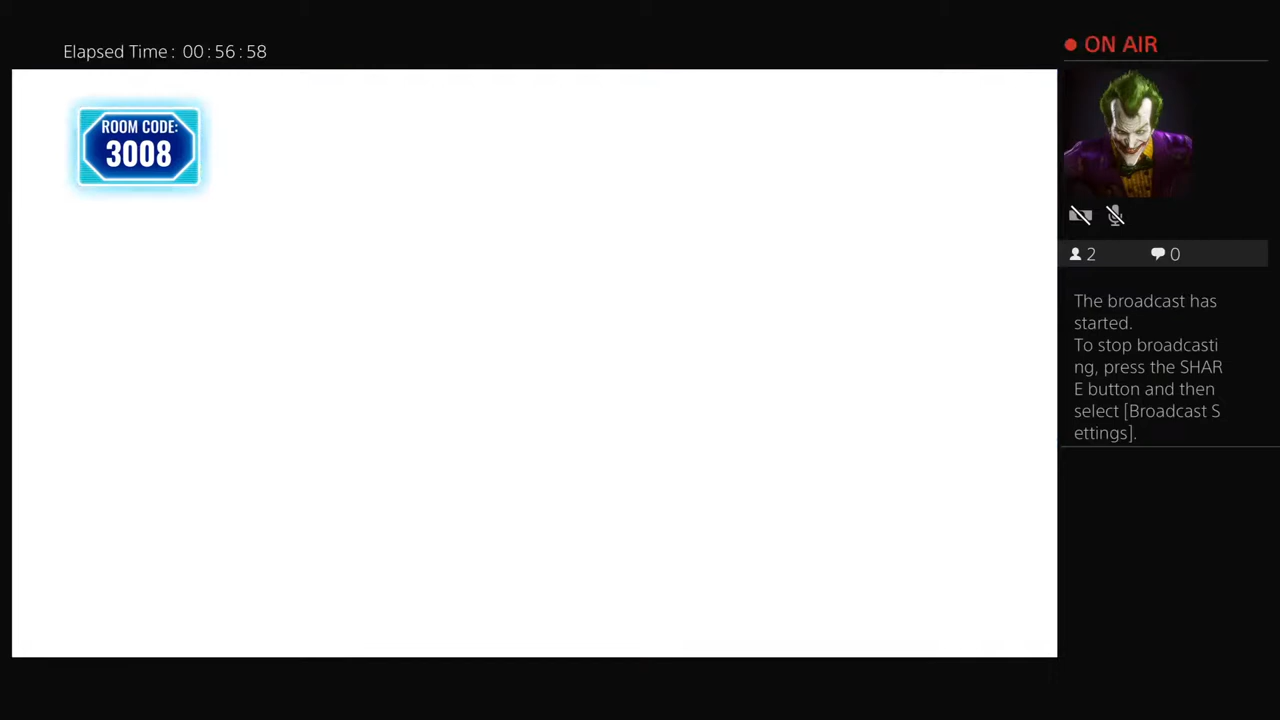 Elapsed Time: 00:56:58
ON AIR
ROOM CODE:
3008
2
0
The broadcast has
started.
To stop broadcasti
ng, press the SHAR
E button and then
select [Broadcast S
ettings].